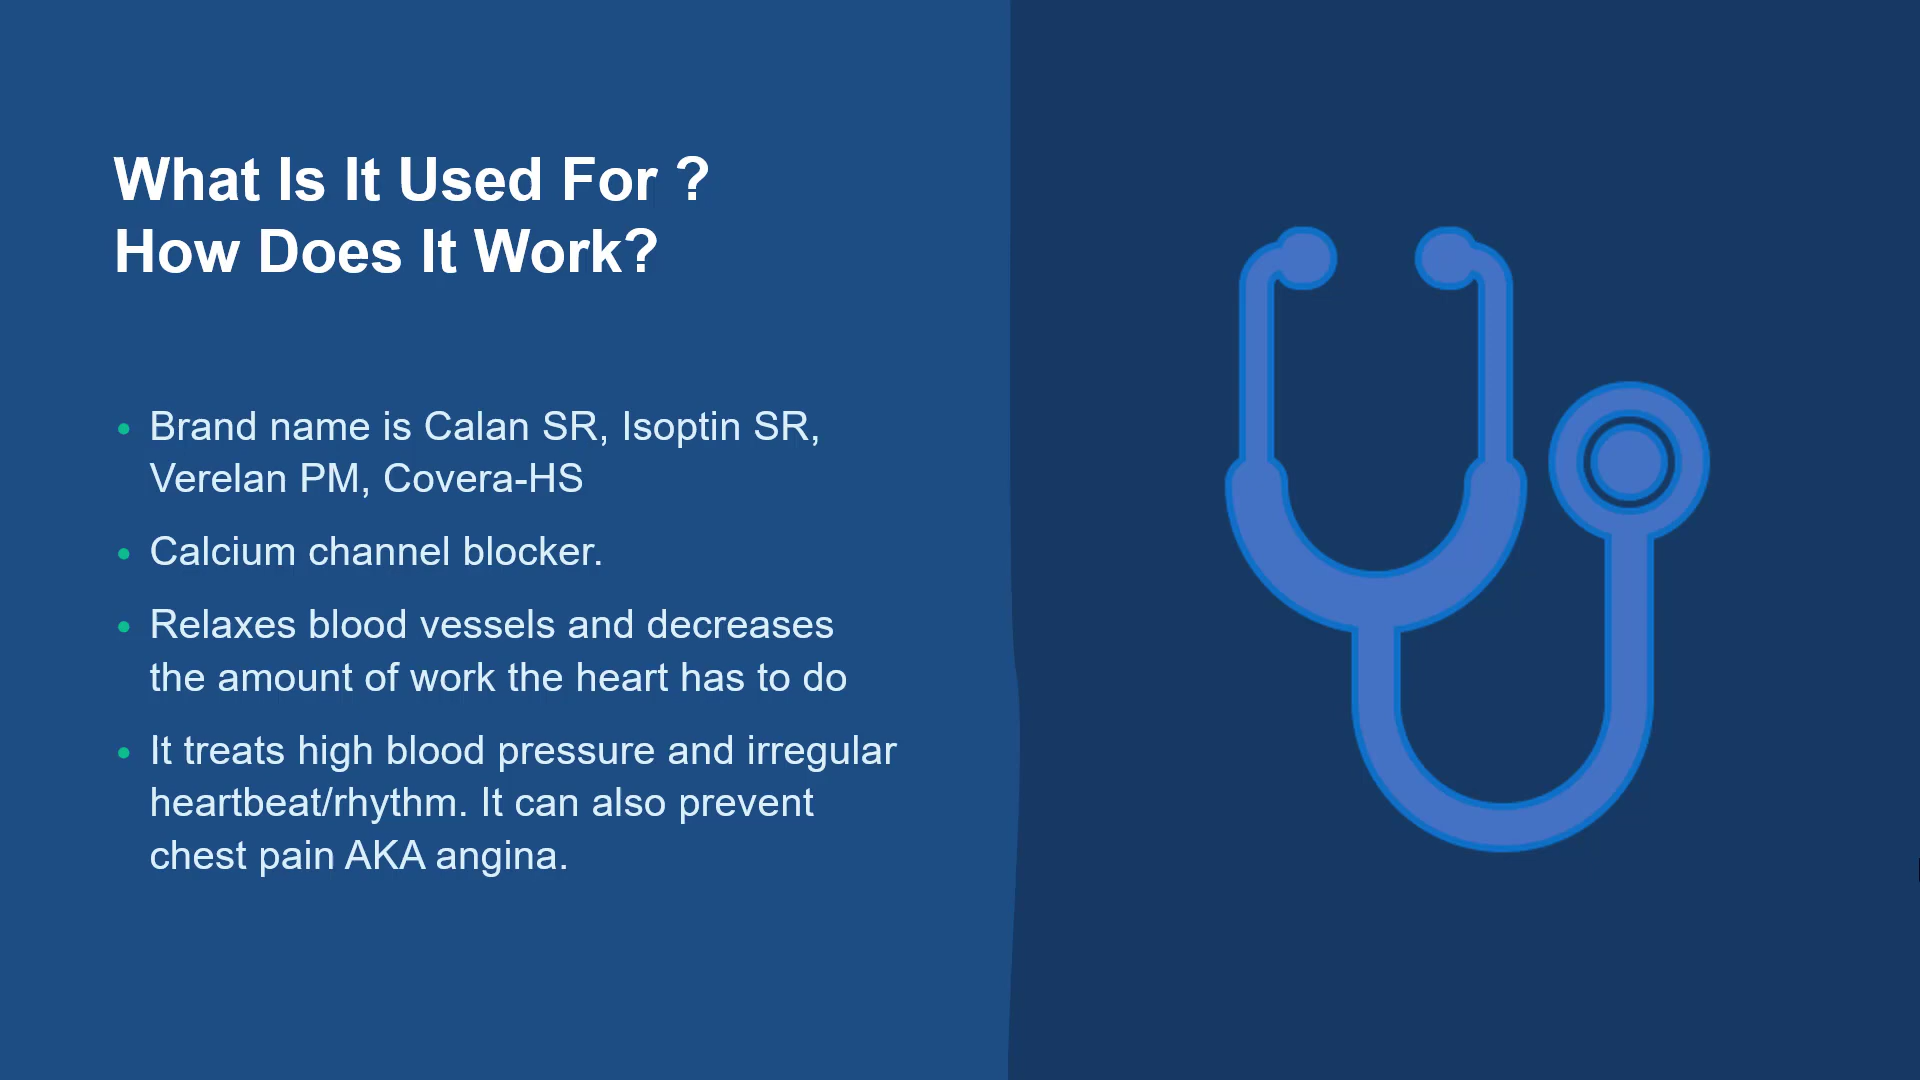 What Is It Used For ?
How Does It Work?
• Brand name is Calan SR, Isoptin SR,
Verelan PM, Covera-HS
• Calcium channel blocker.
• Relaxes blood vessels and decreases
the amount of work the heart has to do
• It treats high blood pressure and irregular
heartbeat/rhythm. It can also prevent
chest pain AKA angina.